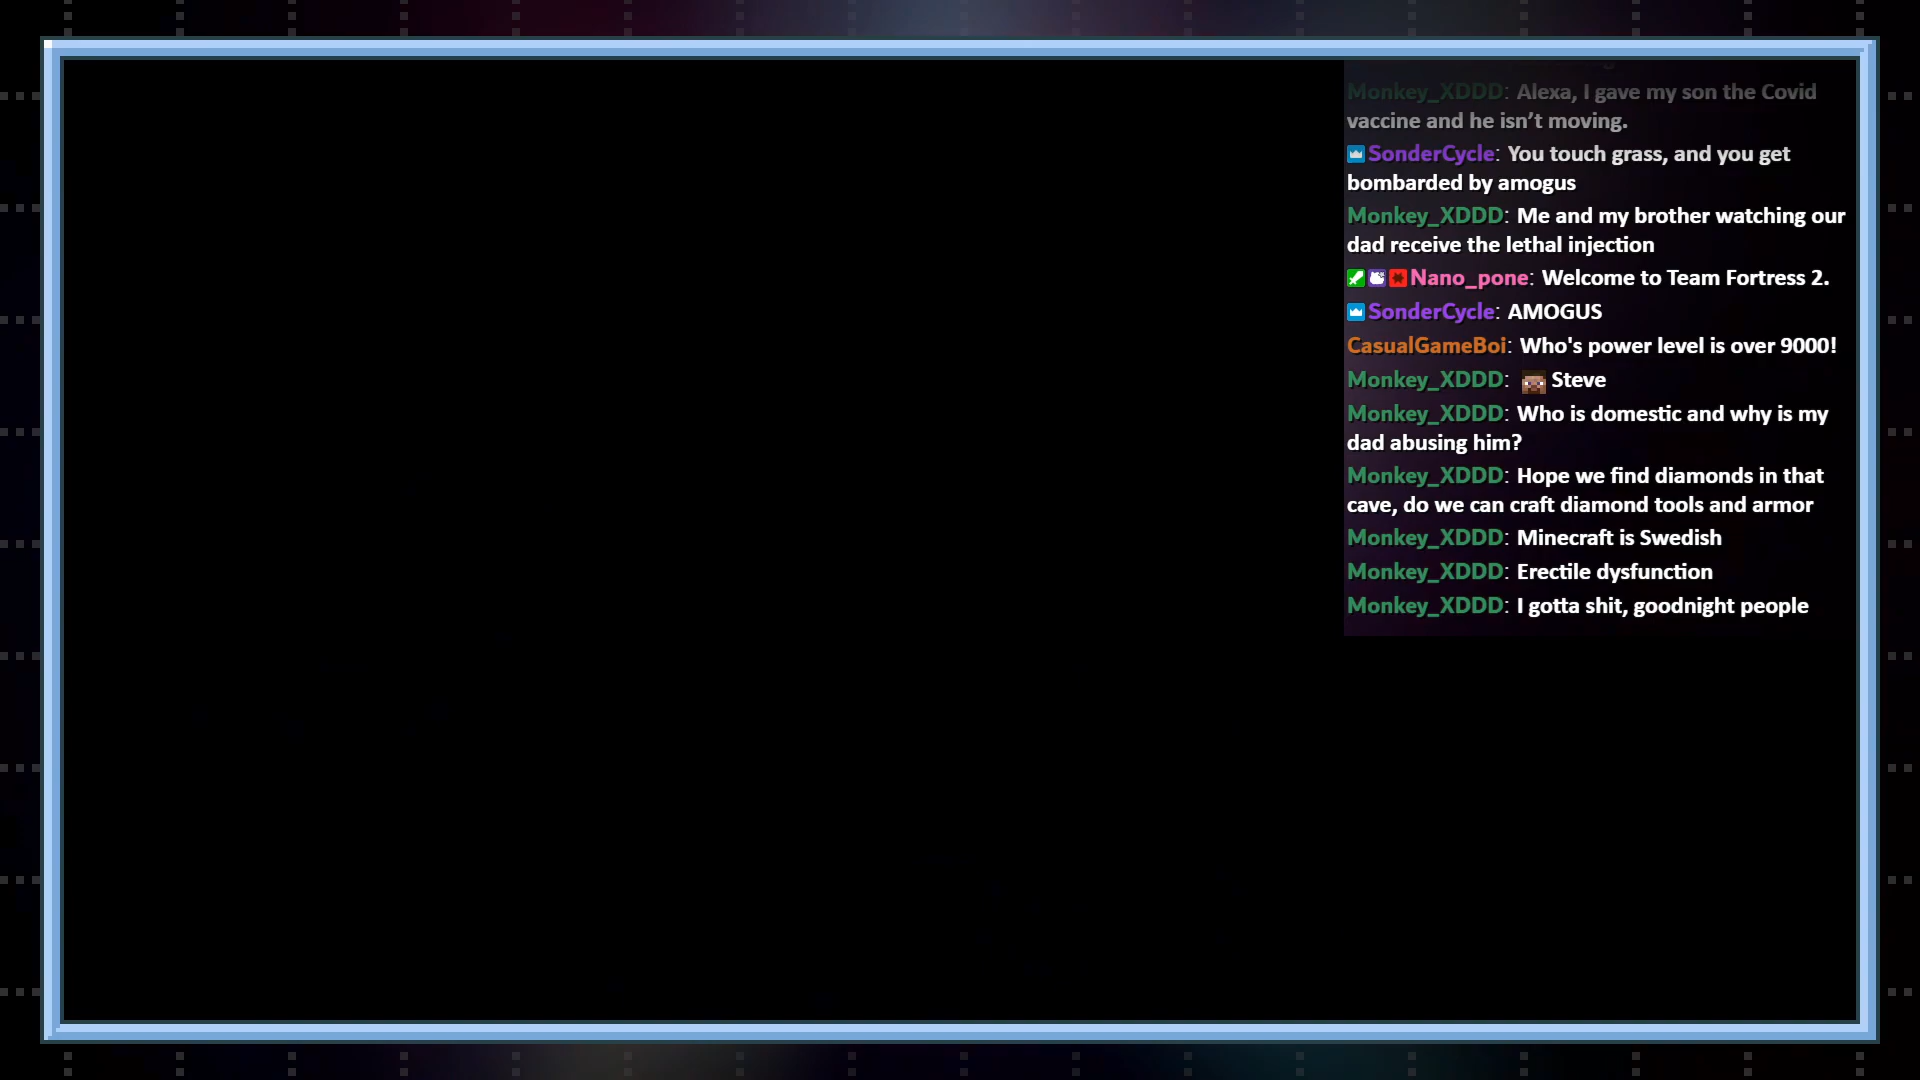 Monkey_XDDD: Alexa, I gave my son the Covid
vaccine and he isn’t moving.
SonderCycle: You touch grass, and you get
bombarded by amogus
Monkey_XDDD: Me and my brother watching our
dad receive the lethal injection
Nano_pone: Welcome to Team Fortress 2.
SonderCycle: AMOGUS
CasualGameBoi: Who's power level is over 9000!
Monkey_XDDD: Steve
Monkey_XDDD: Who is domestic and why is my
dad abusing him?
Monkey_XDDD: Hope we find diamonds in that
cave, do we can craft diamond tools and armor
Monkey_XDDD: Minecraft is Swedish
Monkey_XDDD: Erectile dysfunction
Monkey_XDDD: I gotta shit, goodnight people